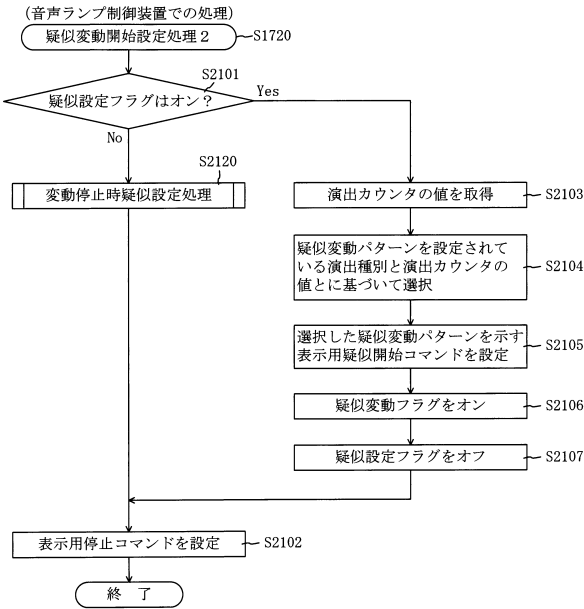 (音声ランプ制御装置での処理)
疑似変動開始設定処理2
S1720
S2101
疑似設定フラグはオン?
Yes
No
S2120
変動停止時疑似設定処理
演出カウンタの値を取得
S2103
疑似変動パターンを設定されて
いる演出種別と演出カウンタの
値とに基づいて選択
S2104
選択した疑似変動パターンを示す
表示用疑似開始コマンドを設定
S2105
疑似変動フラグをオン
S2106
疑似設定フラグをオフ
S2107
表示用停止コマンドを設定
S2102
終 了